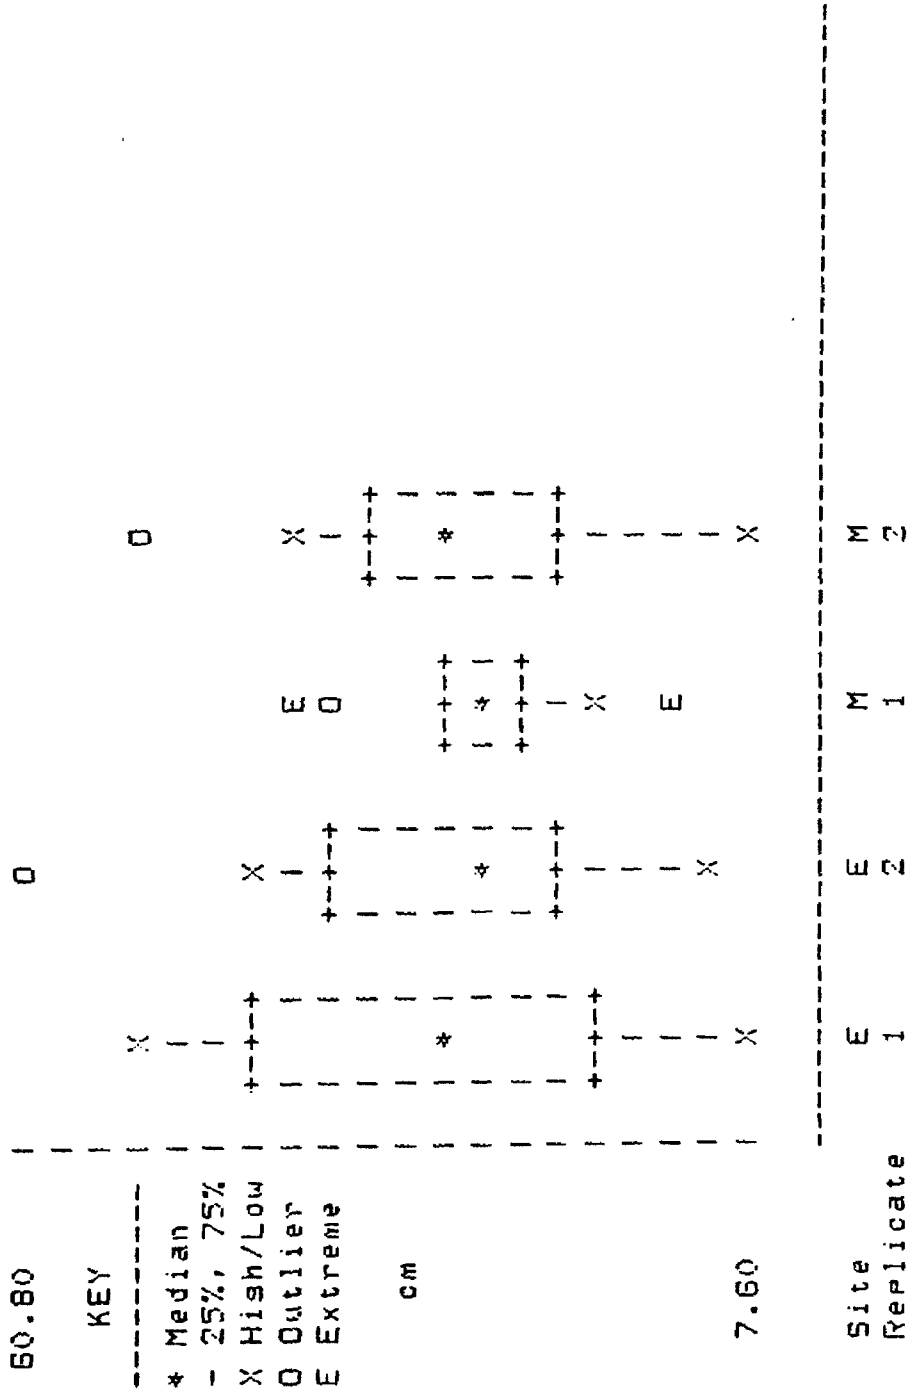 60.80
KEY
* Median
- 25%, 75%
X High/Low
O Outlier
E Extreme
cm
7.60
Site E E M M
Replicate 1 2 1 2